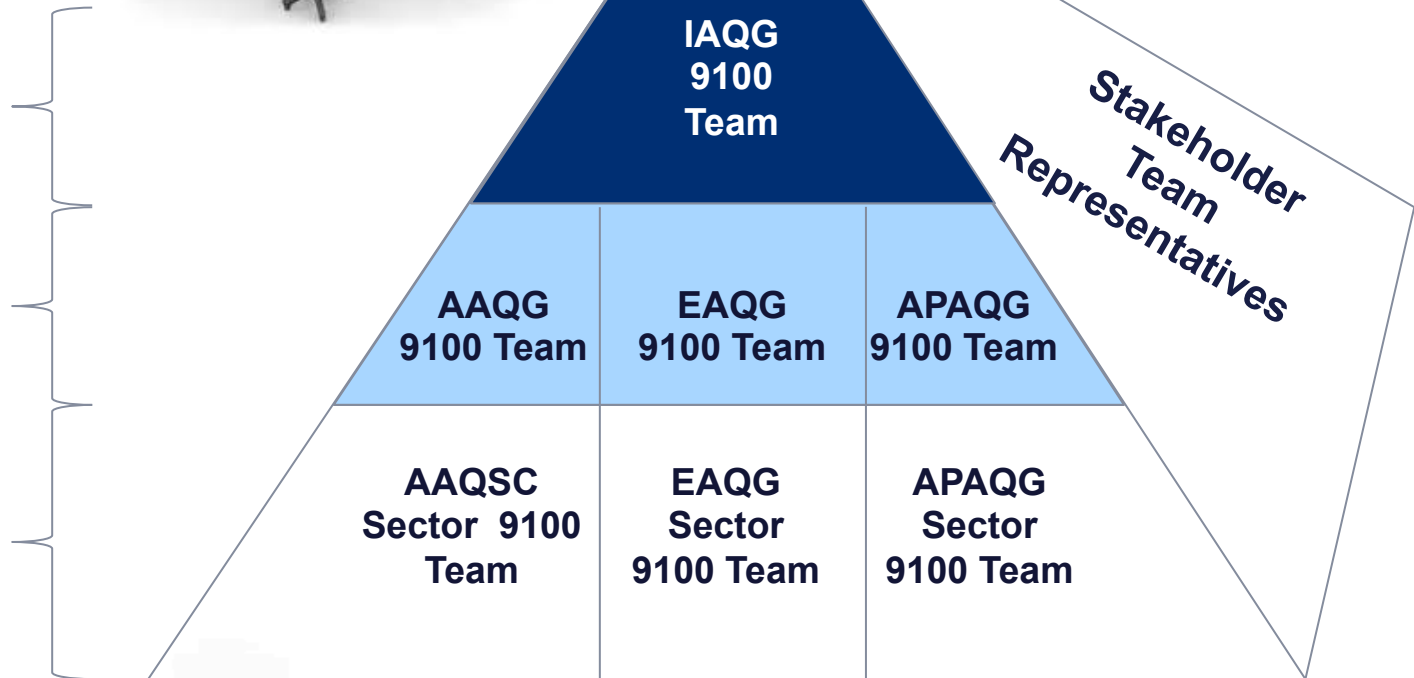 IAQG
9100
Team
Stakeholder
Team
Representatives
AAQG
9100 Team
EAQG
9100 Team
APAQG
9100 Team
AAQSC
Sector 9100
Team
EAQG
Sector
9100 Team
APAQG
Sector
9100 Team